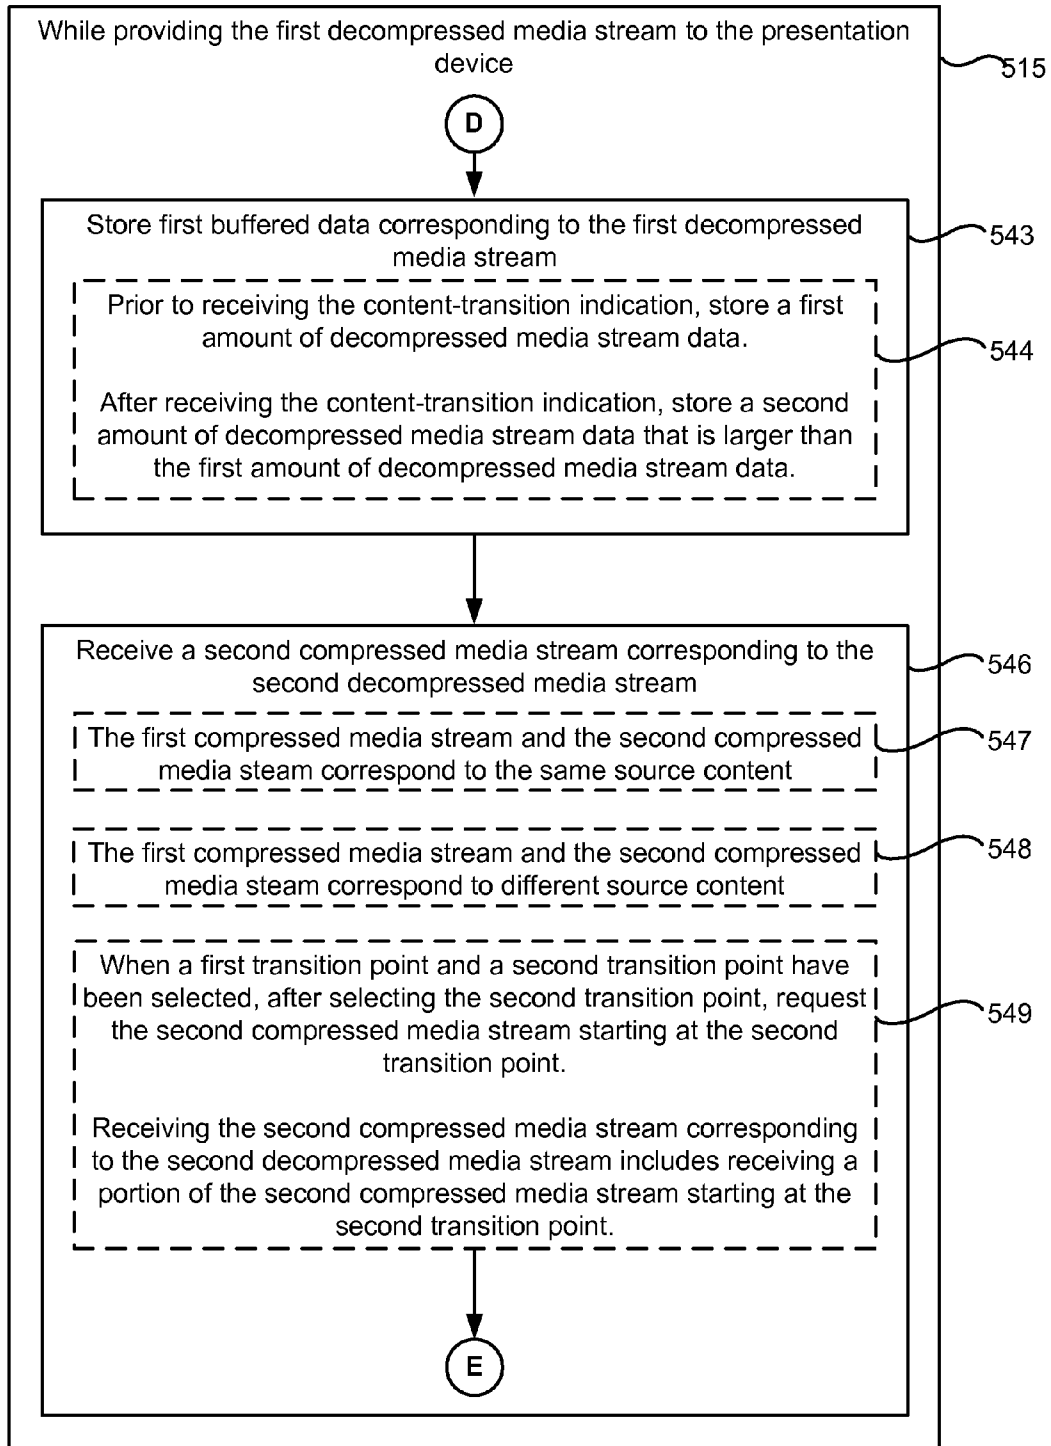 While providing the first decompressed media stream to the presentation
device
515
D
Store first buffered data corresponding to the first decompressed
media stream
543
Prior to receiving the content-transition indication, store a first
amount of decompressed media stream data.
544
After receiving the content-transition indication, store a second
amount of decompressed media stream data that is larger than
the first amount of decompressed media stream data.
Receive a second compressed media stream corresponding to the
second decompressed media stream
546
The first compressed media stream and the second compressed
media steam correspond to the same source content
547
The first compressed media stream and the second compressed
media steam correspond to different source content
548
When a first transition point and a second transition point have
been selected, after selecting the second transition point, request
the second compressed media stream starting at the second
transition point.
549
Receiving the second compressed media stream corresponding
to the second decompressed media stream includes receiving a
portion of the second compressed media stream starting at the
second transition point.
E